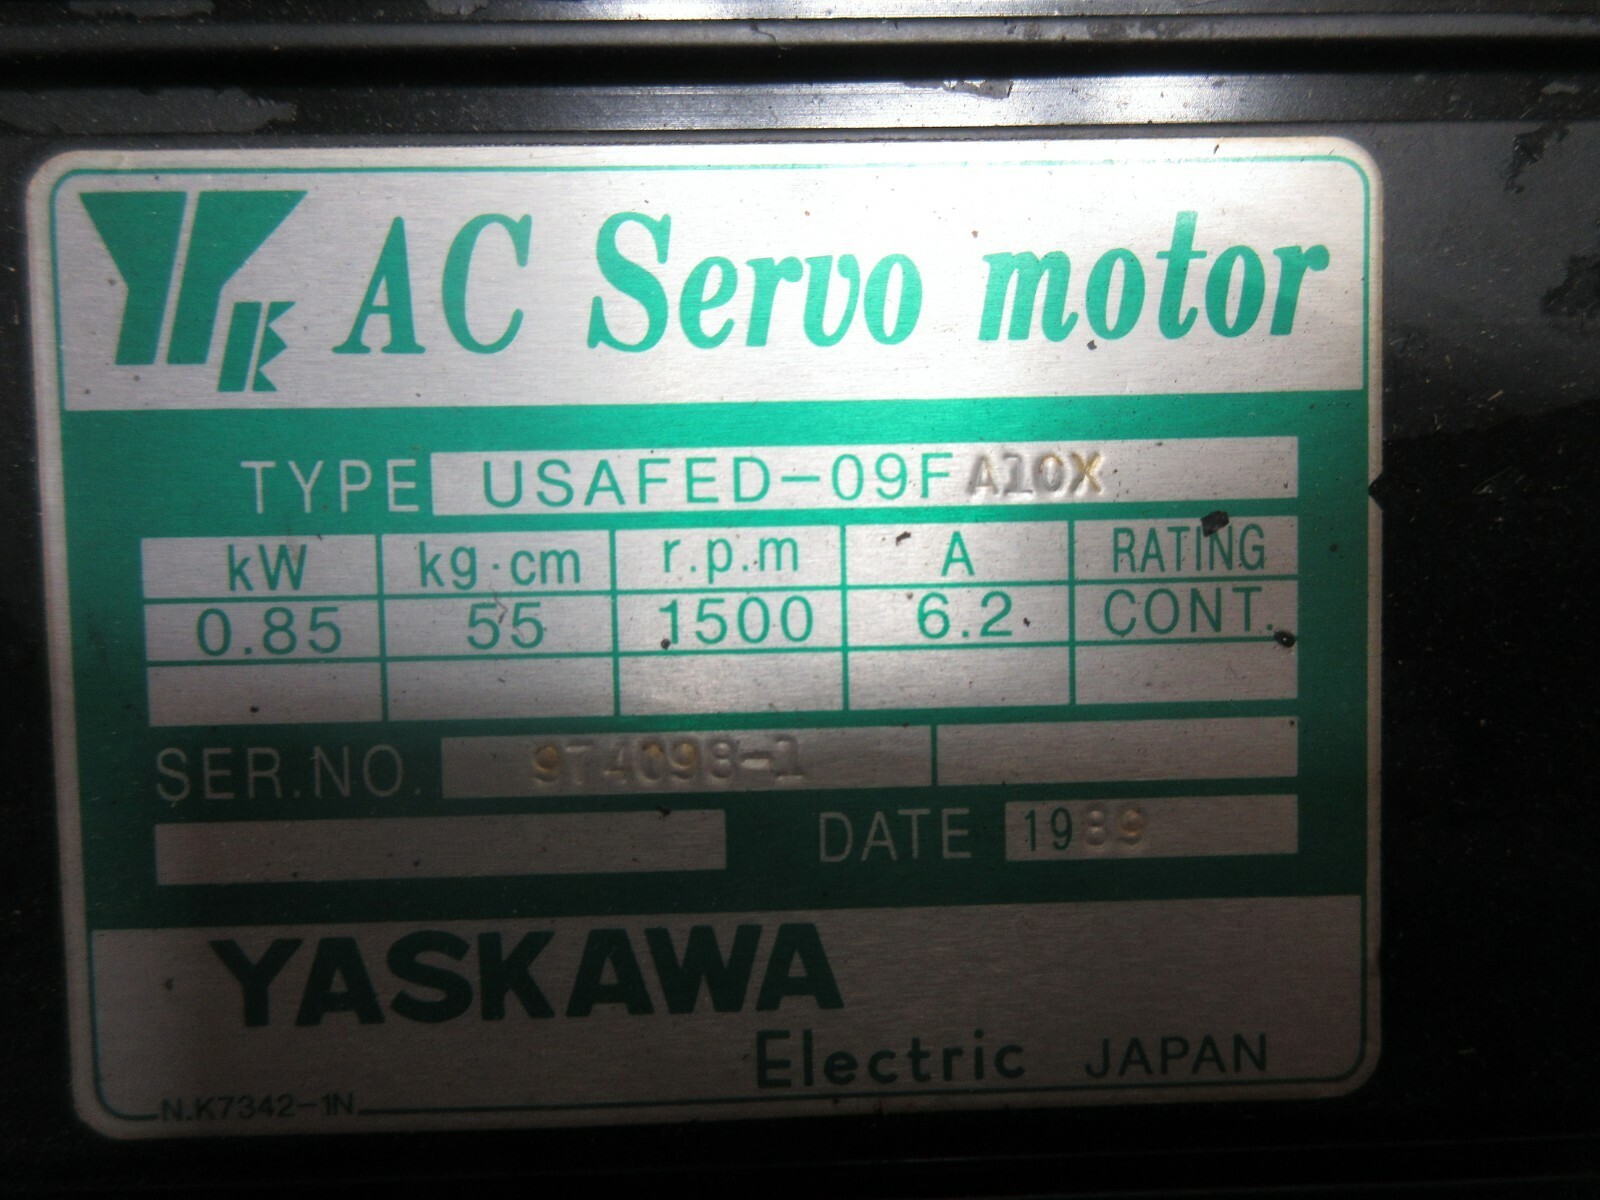 YK AC Servo motor
TYPE USAFED-09FA10X
kW kg·cm r.p.m A RATING
0.85 55 1500 6.2 CONT.
SER.NO. 974098-1
DATE 1989
YASKAWA
Electric JAPAN
N.K7342-1N